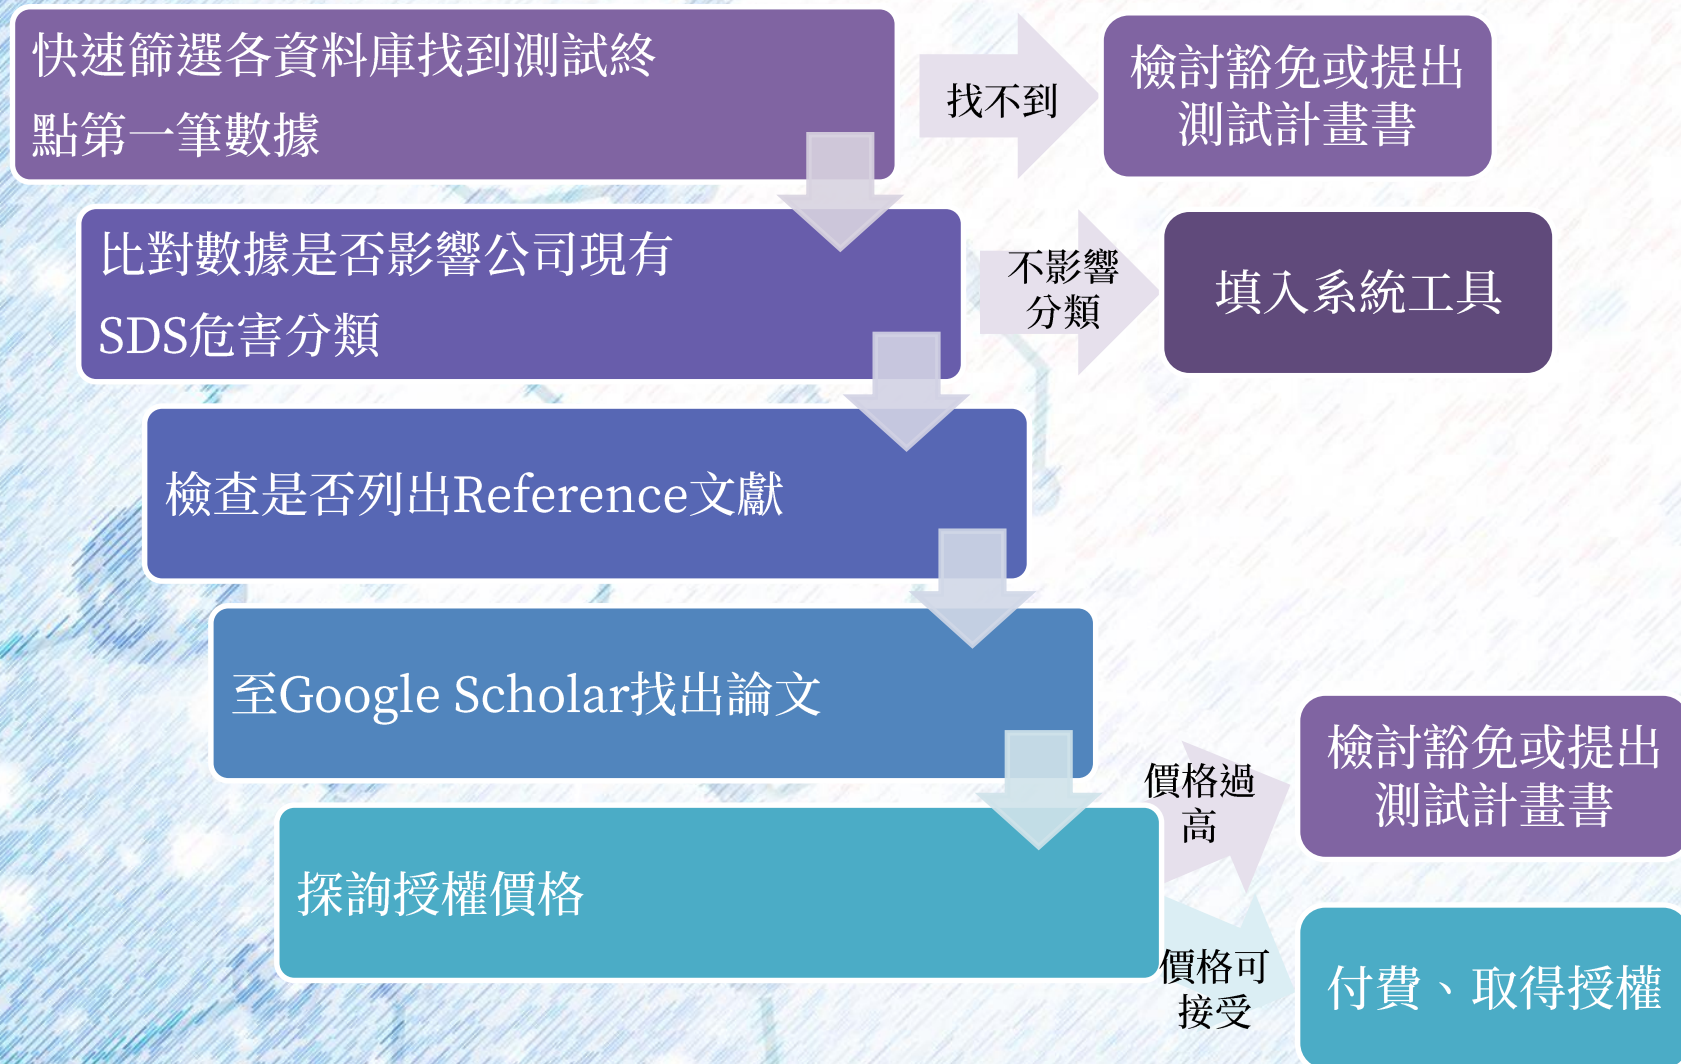 快速篩選各資料庫找到測試終
點第一筆數據
找不到
檢討豁免或提出
測試計畫書
比對數據是否影響公司現有
SDS危害分類
不影響
分類
填入系統工具
檢查是否列出Reference文獻
至Google Scholar找出論文
探詢授權價格
價格過
高
檢討豁免或提出
測試計畫書
價格可
接受
付費、取得授權